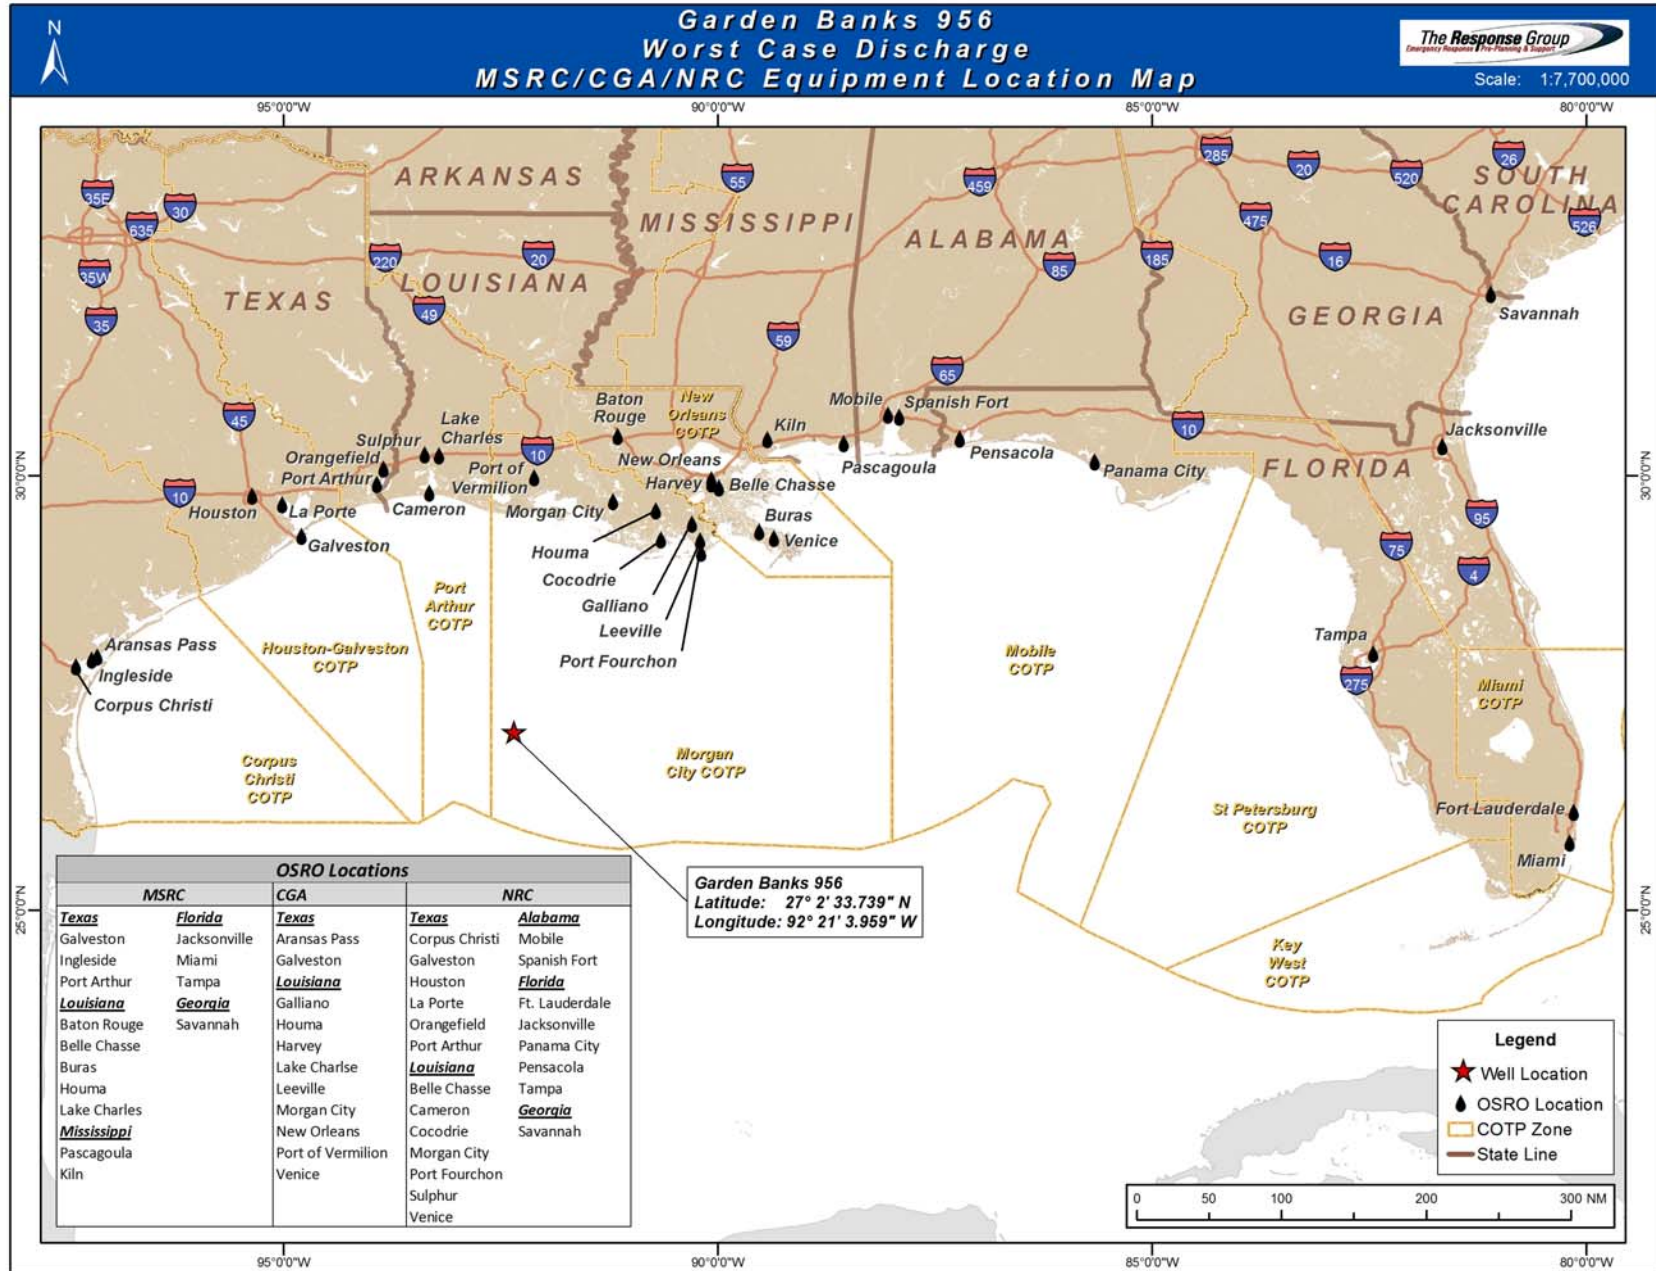 N
Garden Banks 956
Worst Case Discharge
MSRC/CGA/NRC Equipment Location Map
The Response Group
Emergency Response Pre-Planning & Support
Scale: 1:7,700,000
95°0'0"W
90°0'0"W
85°0'0"W
80°0'0"W
30°0'0"N
25°0'0"N
30°0'0"N
25°0'0"N
ARKANSAS
MISSISSIPPI
ALABAMA
SOUTH
CAROLINA
TEXAS
LOUISIANA
GEORGIA
FLORIDA
35E
30
635
35W
35
45
10
220
20
49
10
55
59
459
85
65
285
20
520
26
526
475
185
16
10
95
75
4
275
Savannah
Jacksonville
Tampa
Fort Lauderdale
Miami
Panama City
Pensacola
Spanish Fort
Mobile
Pascagoula
Kiln
Baton
Rouge
New
Orleans
COTP
New Orleans
Harvey
Belle Chasse
Buras
Venice
Lake
Charles
Sulphur
Orangefield
Port Arthur
Port of
Vermilion
Morgan City
Cameron
Houston
La Porte
Galveston
Houma
Cocodrie
Galliano
Leeville
Port Fourchon
Aransas Pass
Ingleside
Corpus Christi
Port
Arthur
COTP
Houston-Galveston
COTP
Corpus
Christi
COTP
Morgan
City COTP
Mobile
COTP
St Petersburg
COTP
Miami
COTP
Key
West
COTP
Garden Banks 956
Latitude: 27° 2' 33.739" N
Longitude: 92° 21' 3.959" W
OSRO Locations
MSRC CGA NRC
Texas Florida Texas Texas Alabama
Galveston Jacksonville Aransas Pass Corpus Christi Mobile
Ingleside Miami Galveston Galveston Spanish Fort
Port Arthur Tampa Louisiana Houston Florida
Louisiana Georgia Galliano La Porte Ft. Lauderdale
Baton Rouge Savannah Houma Orangefield Jacksonville
Belle Chasse Harvey Port Arthur Panama City
Buras Lake Charlse Louisiana Pensacola
Houma Leeville Belle Chasse Tampa
Lake Charles Morgan City Cameron Georgia
Mississippi New Orleans Cocodrie Savannah
Pascagoula Port of Vermilion Morgan City
Kiln Venice Port Fourchon
Sulphur
Venice
Legend
Well Location
OSRO Location
COTP Zone
State Line
0 50 100 200 300 NM
95°0'0"W
90°0'0"W
85°0'0"W
80°0'0"W